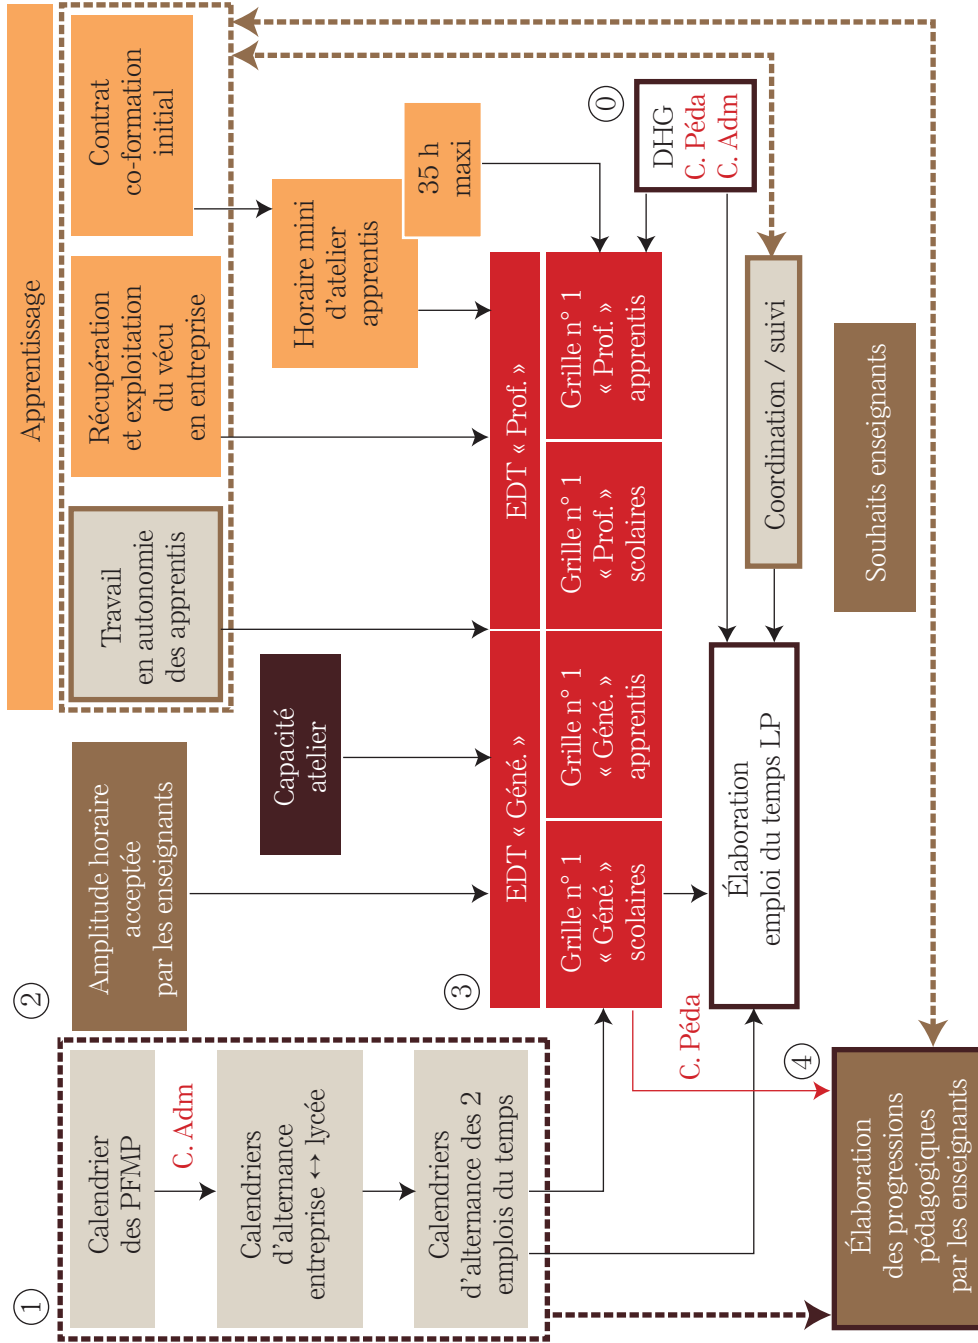 ①
Calendrier
des PFMP
C. Adm
Calendriers
d'alternance
entreprise ↔ lycée
Calendriers
d'alternance des 2
emplois du temps
②
Amplitude horaire
acceptée
par les enseignants
Capacité
atelier
Apprentissage
Travail
en autonomie
des apprentis
Récupération
et exploitation
du vécu
en entreprise
Contrat
co-formation
initial
Horaire mini
d'atelier
apprentis
35 h
maxi
③
EDT « Géné. »
EDT « Prof. »
Grille n° 1
« Géné. »
scolaires
Grille n° 1
« Géné. »
apprentis
Grille n° 1
« Prof. »
scolaires
Grille n° 1
« Prof. »
apprentis
⓪
DHG
C. Péda
C. Adm
C. Péda
Élaboration
emploi du temps LP
Coordination / suivi
④
Élaboration
des progressions
pédagogiques
par les enseignants
Souhaits enseignants